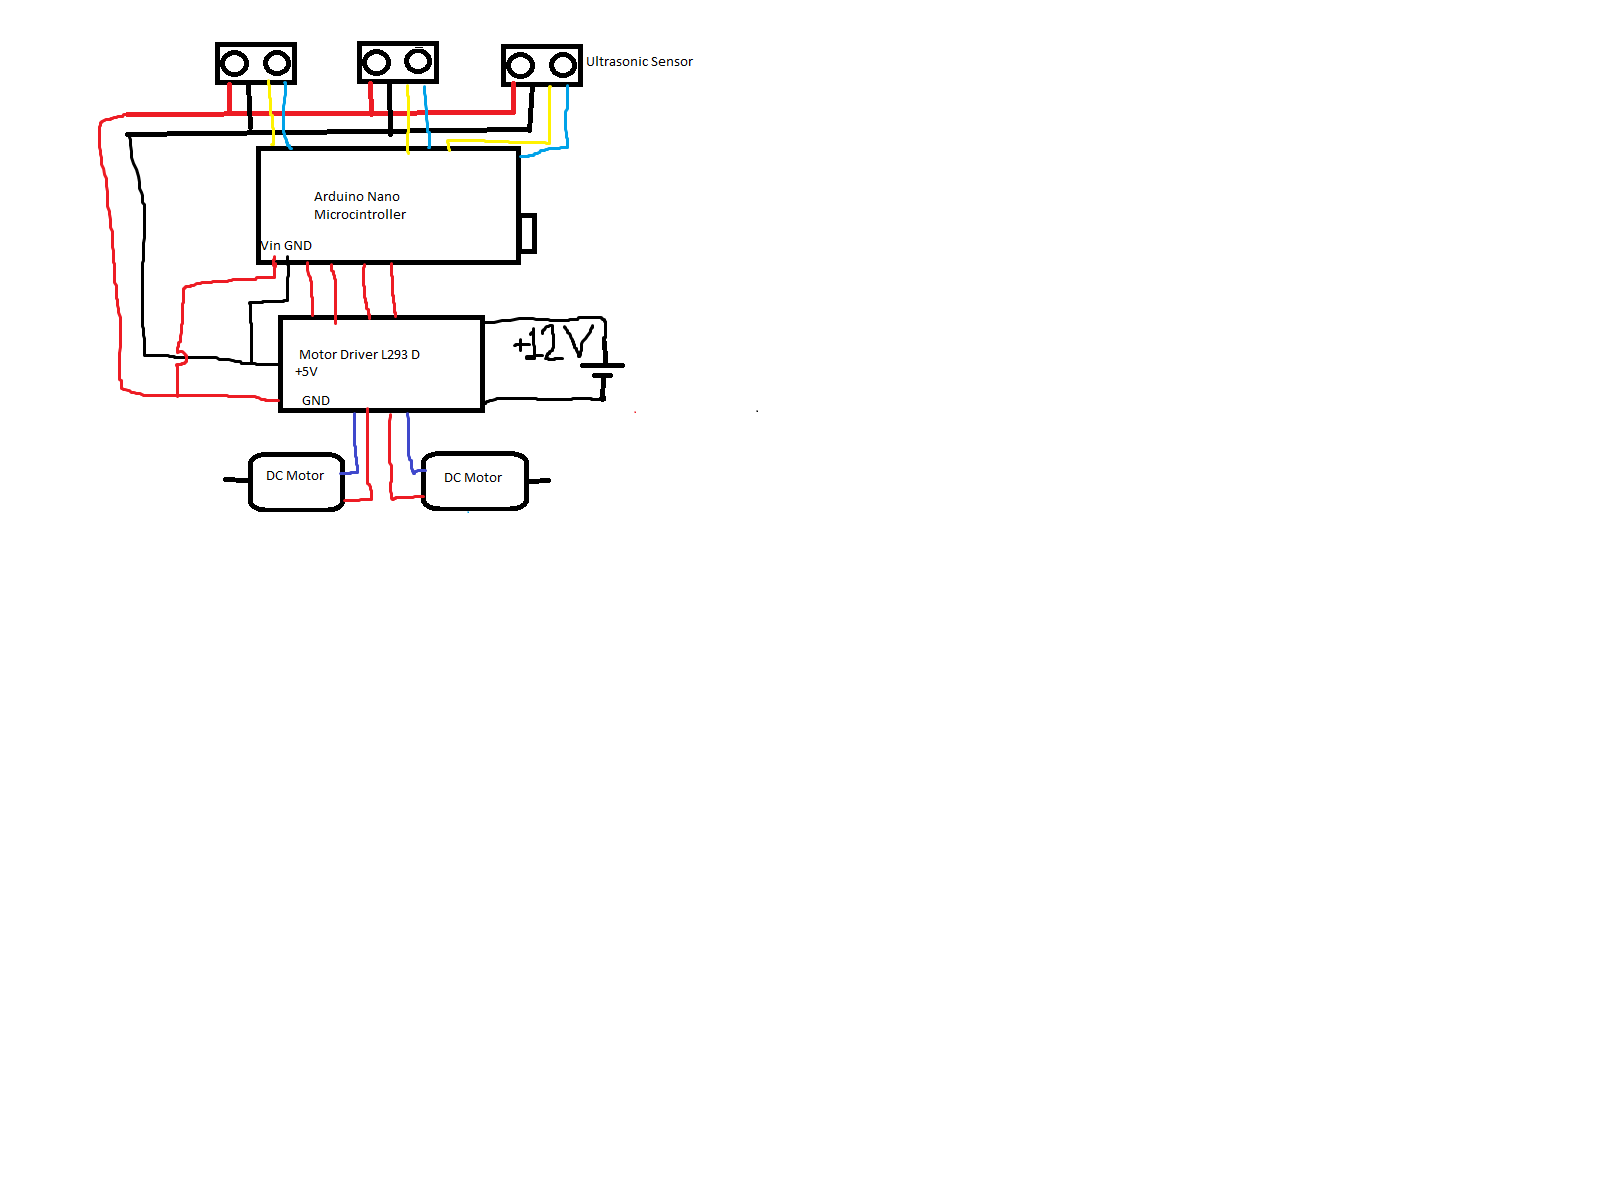 Ultrasonic Sensor
Arduino Nano
Microcintroller
Vin GND
Motor Driver L293 D
+5V
GND
+12V
DC Motor
DC Motor